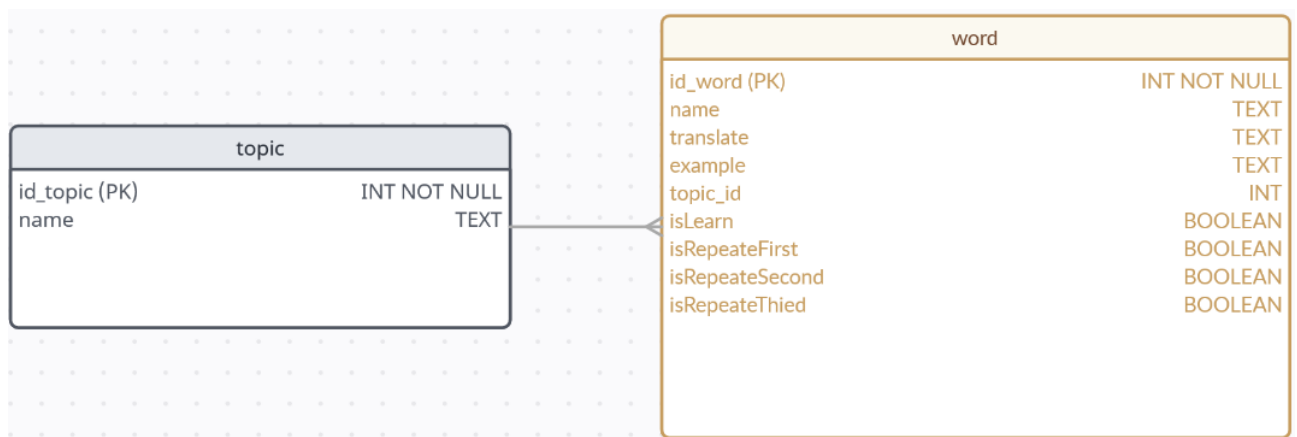 topic
id_topic (PK) INT NOT NULL
name TEXT
word
id_word (PK) INT NOT NULL
name TEXT
translate TEXT
example TEXT
topic_id INT
isLearn BOOLEAN
isRepeateFirst BOOLEAN
isRepeateSecond BOOLEAN
isRepeateThied BOOLEAN